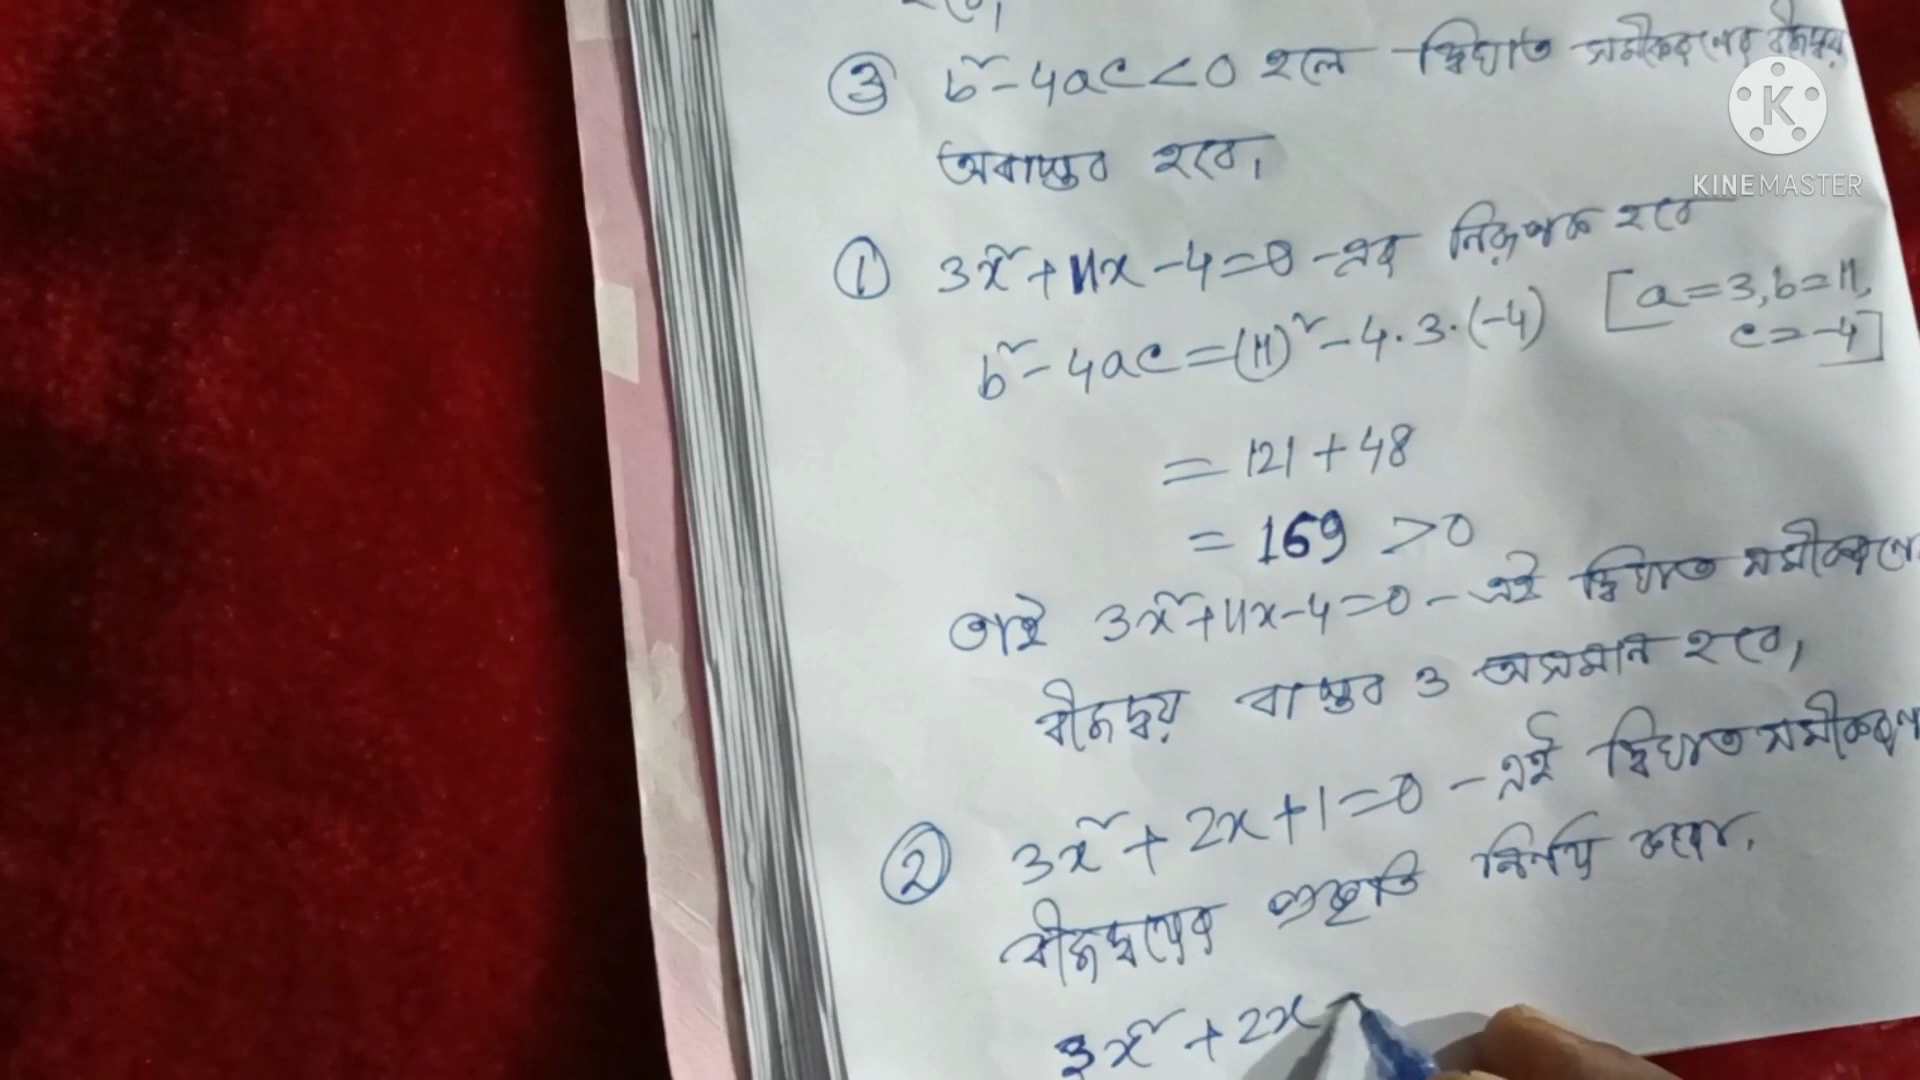 ③ b² - 4ac < 0 হলে দ্বিঘাত সমীকরণের বীজদ্বয়
অবাস্তব হবে।
① 3x² + 11x - 4 = 0 -এর নিরূপক হবে
b² - 4ac = (11)² - 4·3·(-4) [a = 3, b = 11,
c = -4]
= 121 + 48
= 169 > 0
তাই 3x² + 11x - 4 = 0 - এই দ্বিঘাত
বীজদ্বয় বাস্তব ও অসমান হবে,
② 3x² + 2x + 1 = 0 - এই দ্বিঘাত সমীকরণ
বীজদ্বয়ের প্রকৃতি নির্ণয় করো।
3x² + 2x
K
KINEMASTER